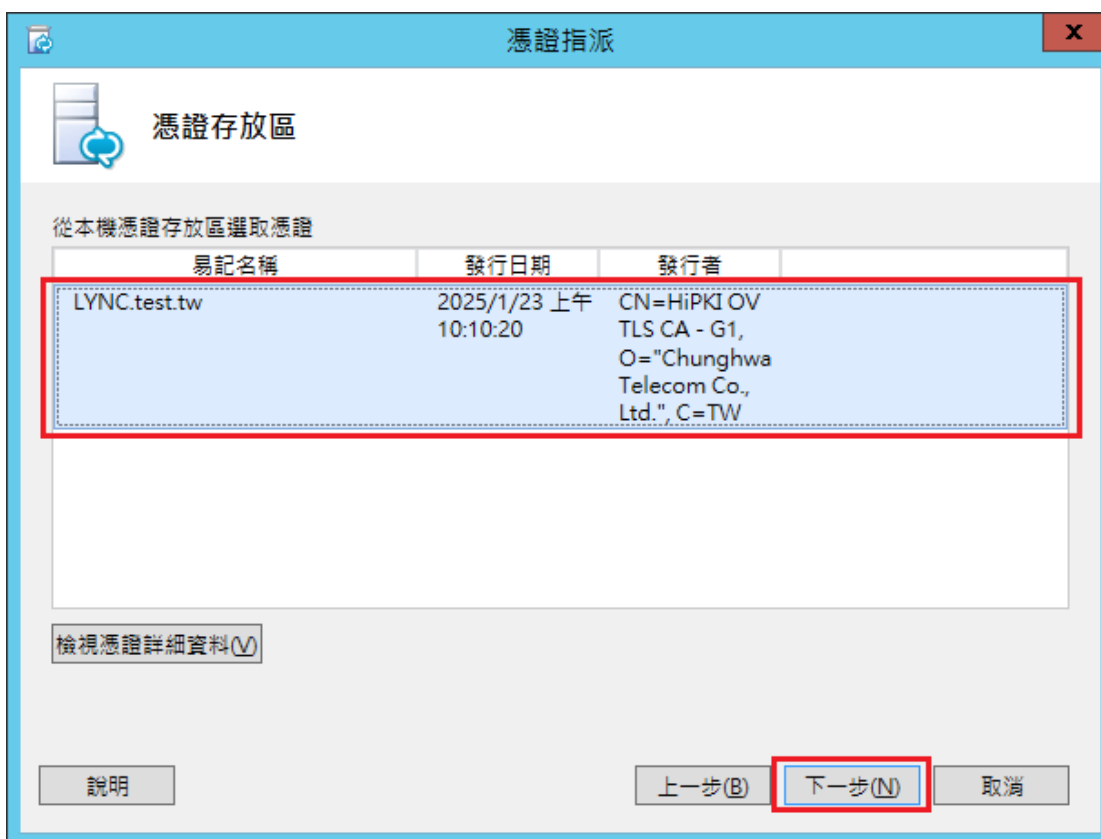 憑證指派
x
憑證存放區
從本機憑證存放區選取憑證
易記名稱 發行日期 發行者
LYNC.test.tw 2025/1/23 上午 CN=HiPKI OV
10:10:20 TLS CA - G1,
O="Chunghwa
Telecom Co.,
Ltd.", C=TW
檢視憑證詳細資料(V)
說明 上一步(B) 下一步(N) 取消